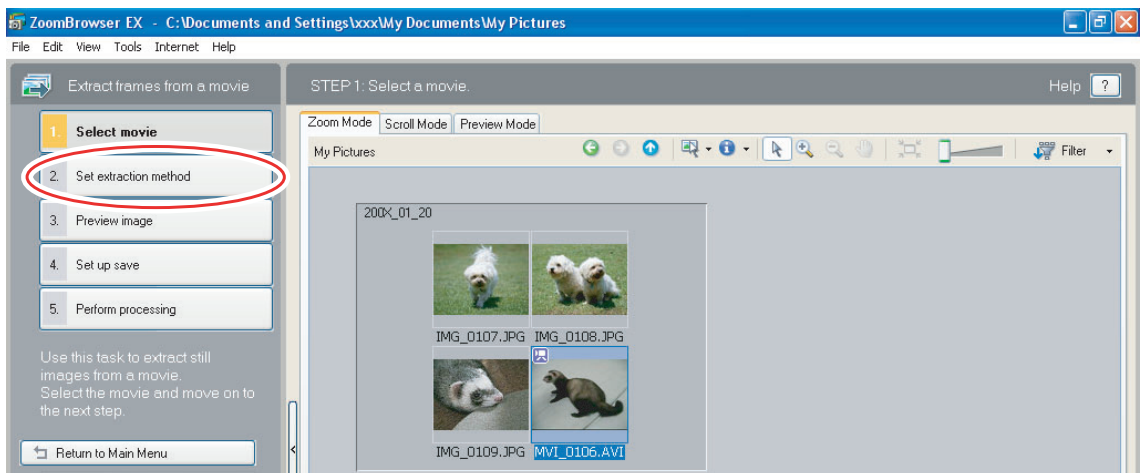 ZoomBrowser EX - C:\Documents and Settings\xxx\My Documents\My Pictures
File Edit View Tools Internet Help
Extract frames from a movie
STEP 1: Select a movie.
Help ?
1. Select movie
2. Set extraction method
3. Preview image
4. Set up save
5. Perform processing
Use this task to extract still
images from a movie.
Select the movie and move on to
the next step.
Return to Main Menu
Zoom Mode Scroll Mode Preview Mode
My Pictures
Filter
200X_01_20
IMG_0107.JPG IMG_0108.JPG
IMG_0109.JPG MVI_0106.AVI